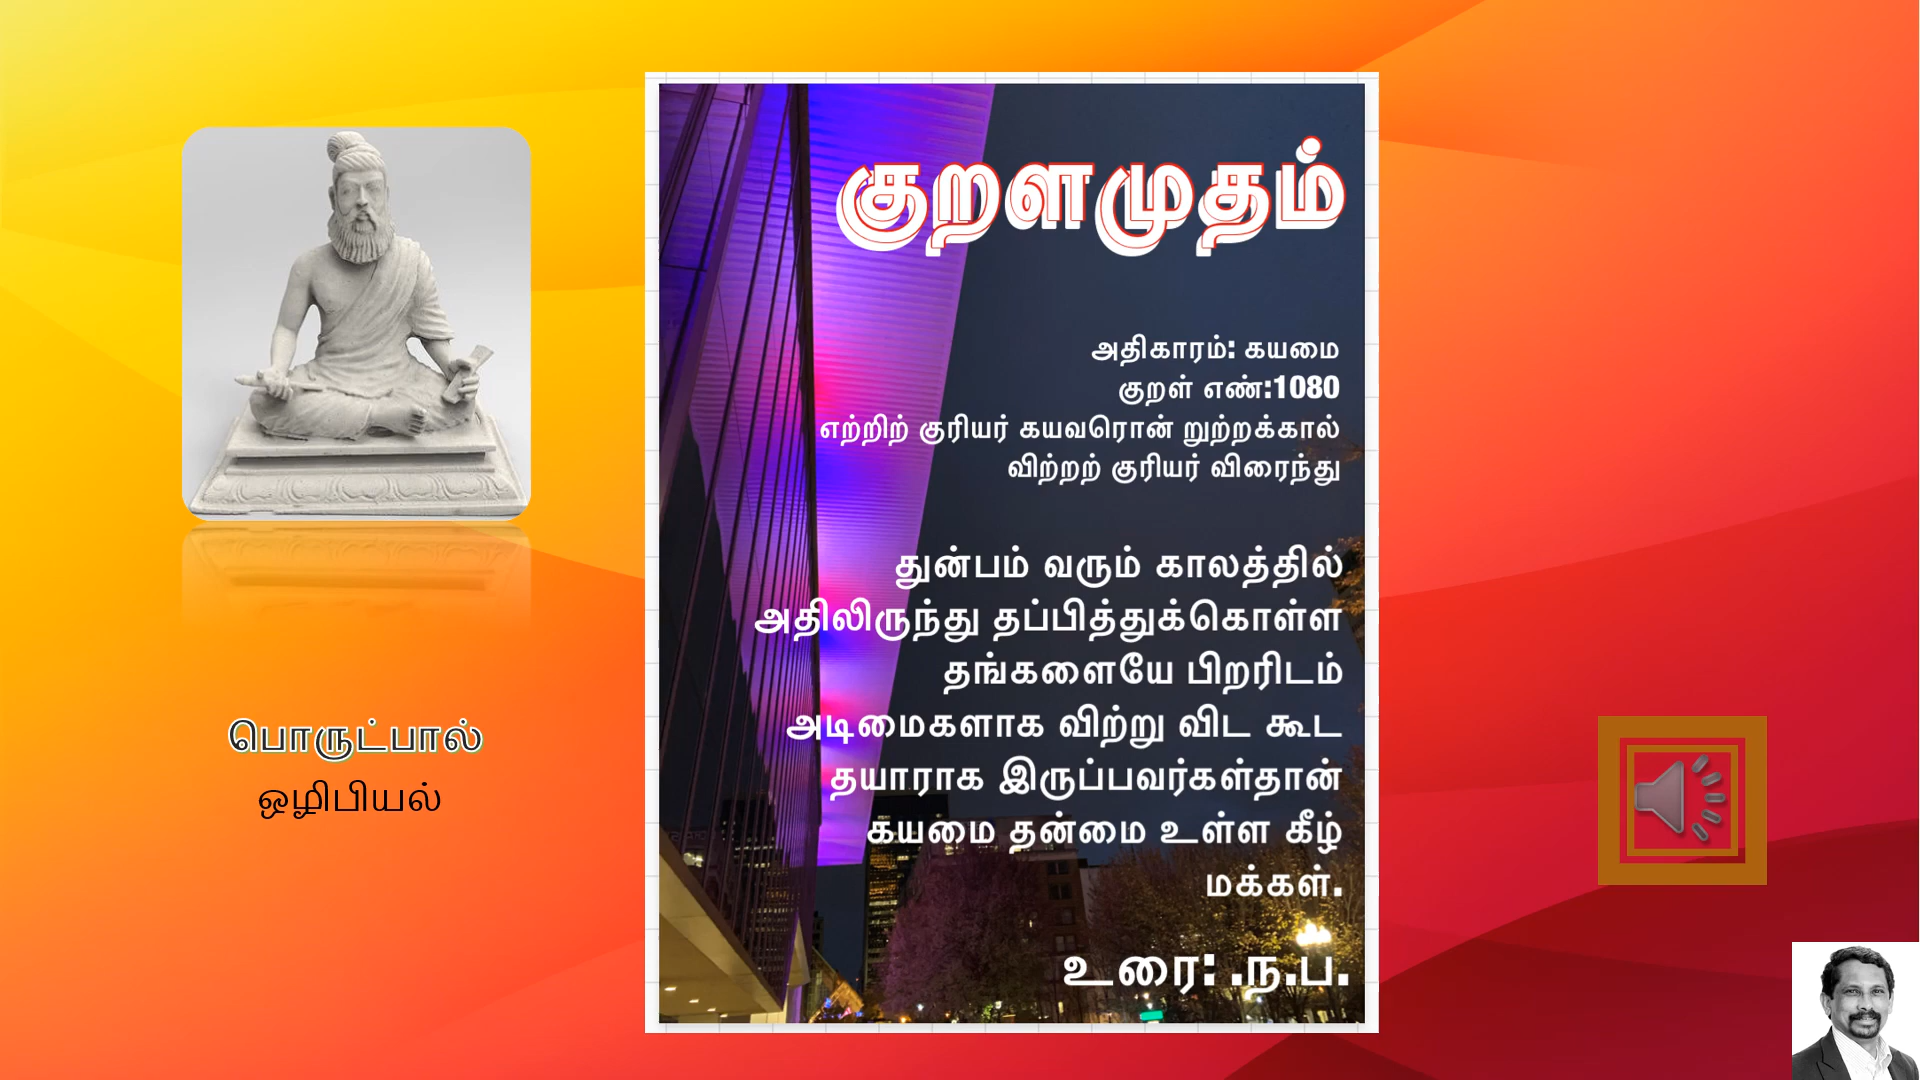 குறளமுதம்
அதிகாரம்: கயமை
குறள் எண்:1080
எற்றிற் குரியர் கயவரொன் றுற்றக்கால்
விற்றற் குரியர் விரைந்து
துன்பம் வரும் காலத்தில்
அதிலிருந்து தப்பித்துக்கொள்ள
தங்களையே பிறரிடம்
அடிமைகளாக விற்று விட கூட
தயாராக இருப்பவர்கள்தான்
கயமை தன்மை உள்ள கீழ்
மக்கள்.
உரை: .ந.ப.
பொருட்பால்
ஒழிபியல்